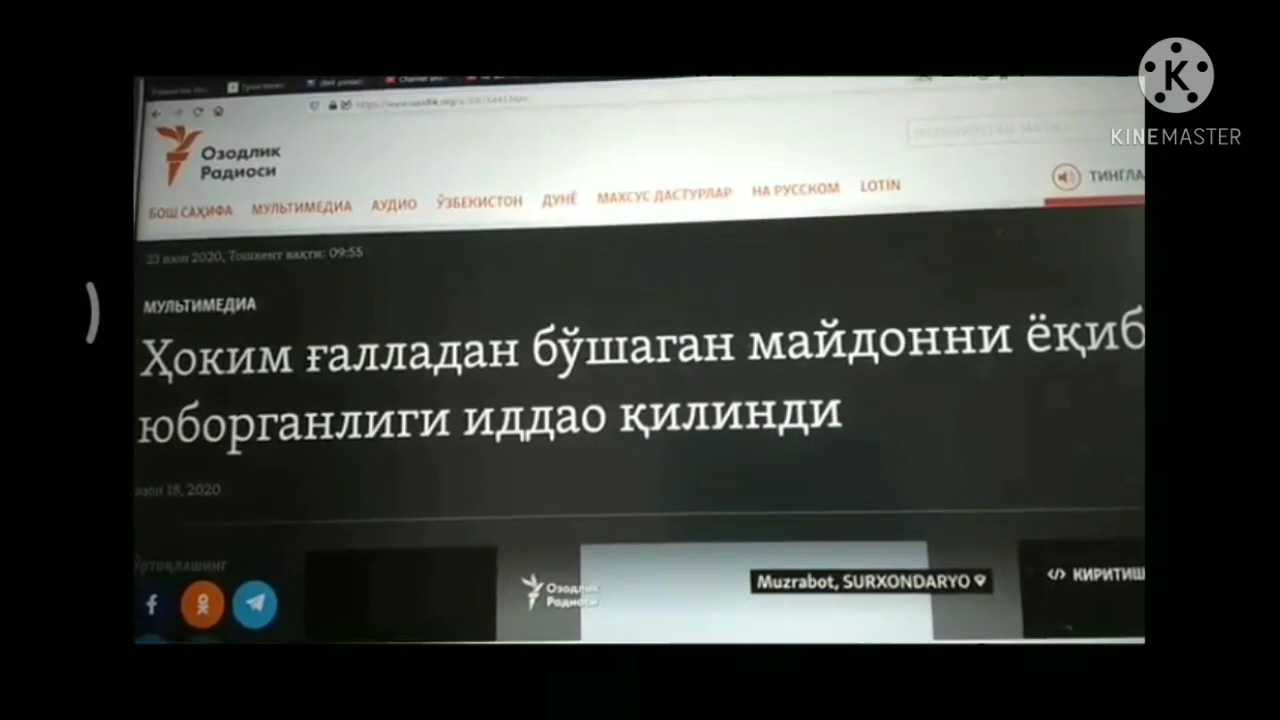 KINEMASTER
Озодлик
Радиоси
БОШ САҲИФА МУЛЬТИМЕДИА АУДИО ЎЗБЕКИСТОН ДУНЁ МАХСУС ДАСТУРЛАР НА РУССКОМ LOTIN
ТИНГЛА
23 июн 2020, Тошкент вақти: 09:55
МУЛЬТИМЕДИА
Ҳоким ғалладан бўшаган майдонни ёқиб
юборганлиги иддао қилинди
июн 18, 2020
ўртоқлашинг
Озодлик
Радиоси
Muzrabot, SURXONDARYO
КИРИТИШ